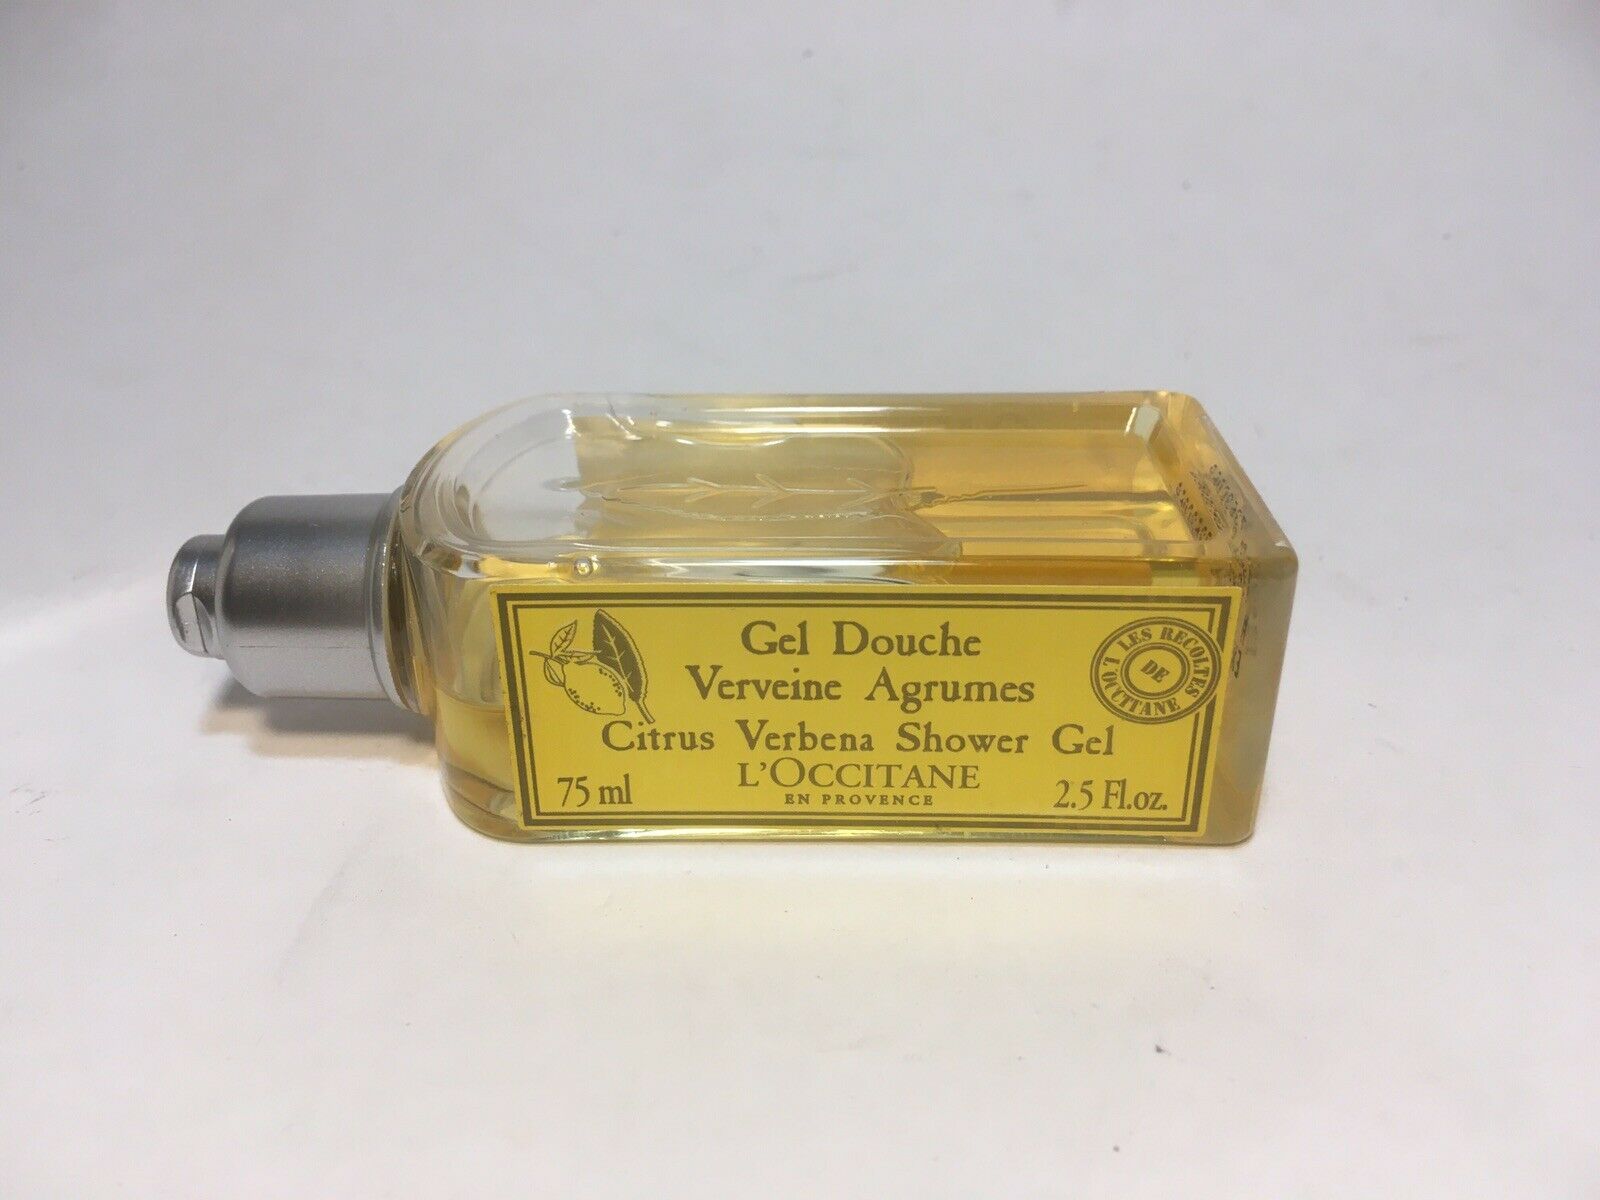 Gel Douche
Verveine Agrumes
Citrus Verbena Shower Gel
L'OCCITANE
EN PROVENCE
75 ml
2.5 Fl.oz.
LES RECOLTES
DE
L'OCCITANE